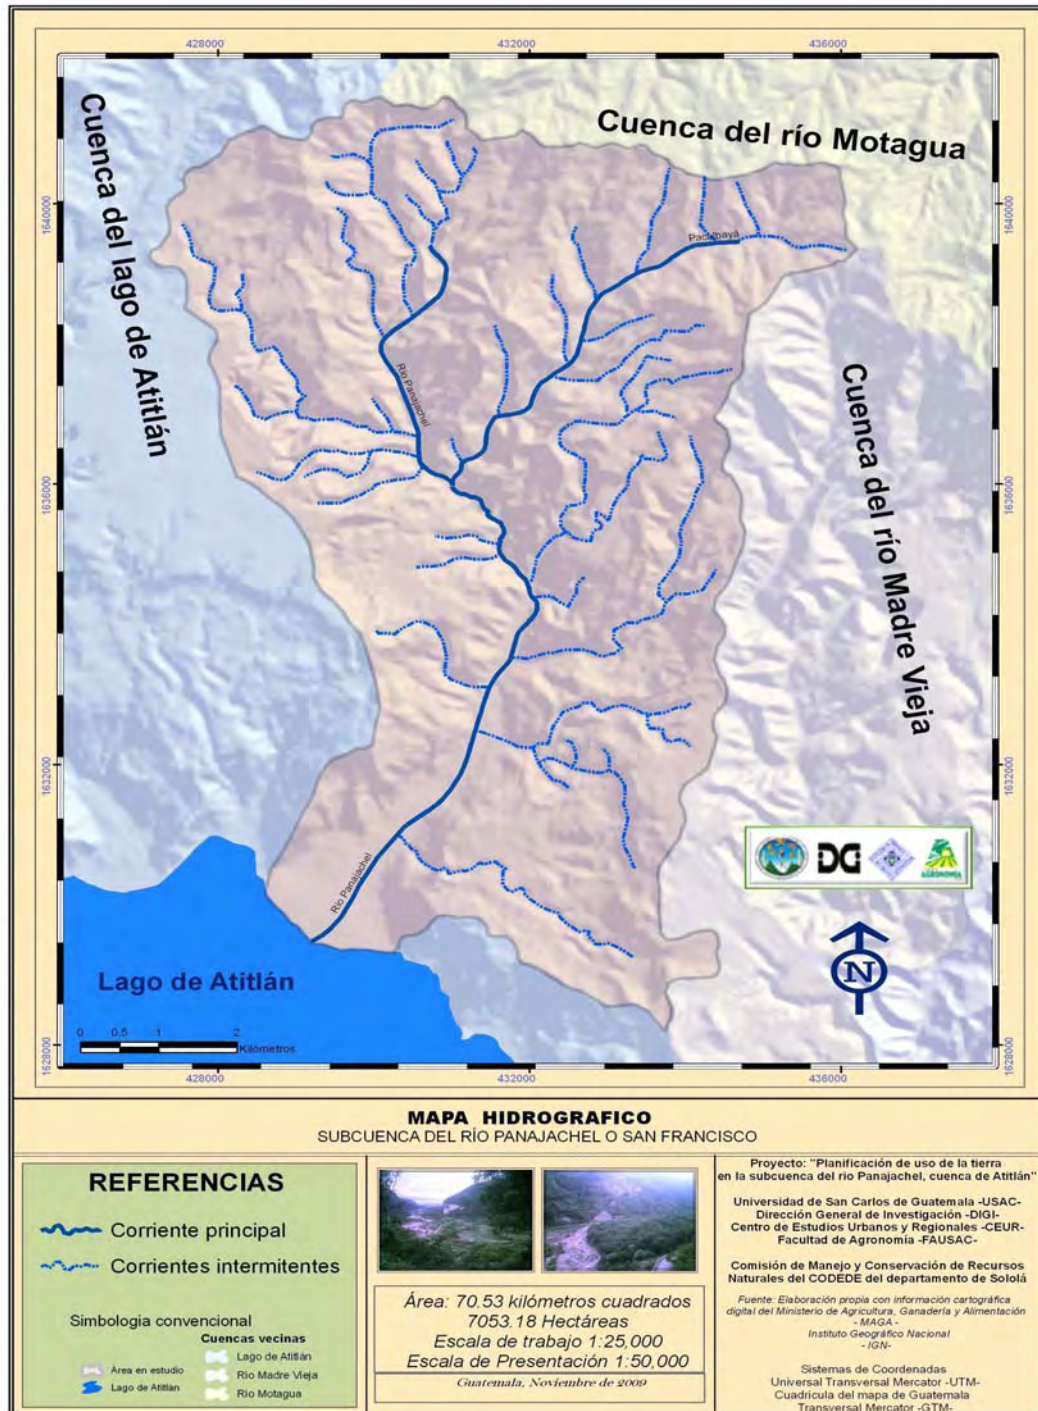 428000
432000
436000
Cuenca del río Motagua
Cuenca del lago de Atitlán
1640000
1640000
Río Panajachel
Cuenca del río Madre Vieja
1636000
1636000
1632000
1632000
AGRONOMIA
N
Río Panajachel
Lago de Atitlán
0 0.5 1 2
Kilómetros
1628000
1628000
428000
432000
436000
MAPA HIDROGRAFICO
SUBCUENCA DEL RÍO PANAJACHEL O SAN FRANCISCO
REFERENCIAS
Corriente principal
Corrientes intermitentes
Simbologia convencional
Cuencas vecinas
Área en estudio
Lago de Atitlán
Lago de Atitlán
Rio Madre Vieja
Rio Motagua
Área: 70.53 kilómetros cuadrados
7053.18 Hectáreas
Escala de trabajo 1:25,000
Escala de Presentación 1:50,000
Guatemala, Noviembre de 2009
Proyecto: "Planificación de uso de la tierra
en la subcuenca del rio Panajachel, cuenca de Atitlán"
Universidad de San Carlos de Guatemala -USAC-
Dirección General de Investigación -DIGI-
Centro de Estudios Urbanos y Regionales -CEUR-
Facultad de Agronomía -FAUSAC-
Comisión de Manejo y Conservación de Recursos
Naturales del CODEDE del departamento de Sololá
Fuente: Elaboración propia con información cartográfica
digital del Ministerio de Agricultura, Ganadería y Alimentación
- MAGA -
Instituto Geográfico Nacional
- IGN-
Sistemas de Coordenadas
Universal Transversal Mercator -UTM-
Cuadricula del mapa de Guatemala
Transversal Mercator -GTM-